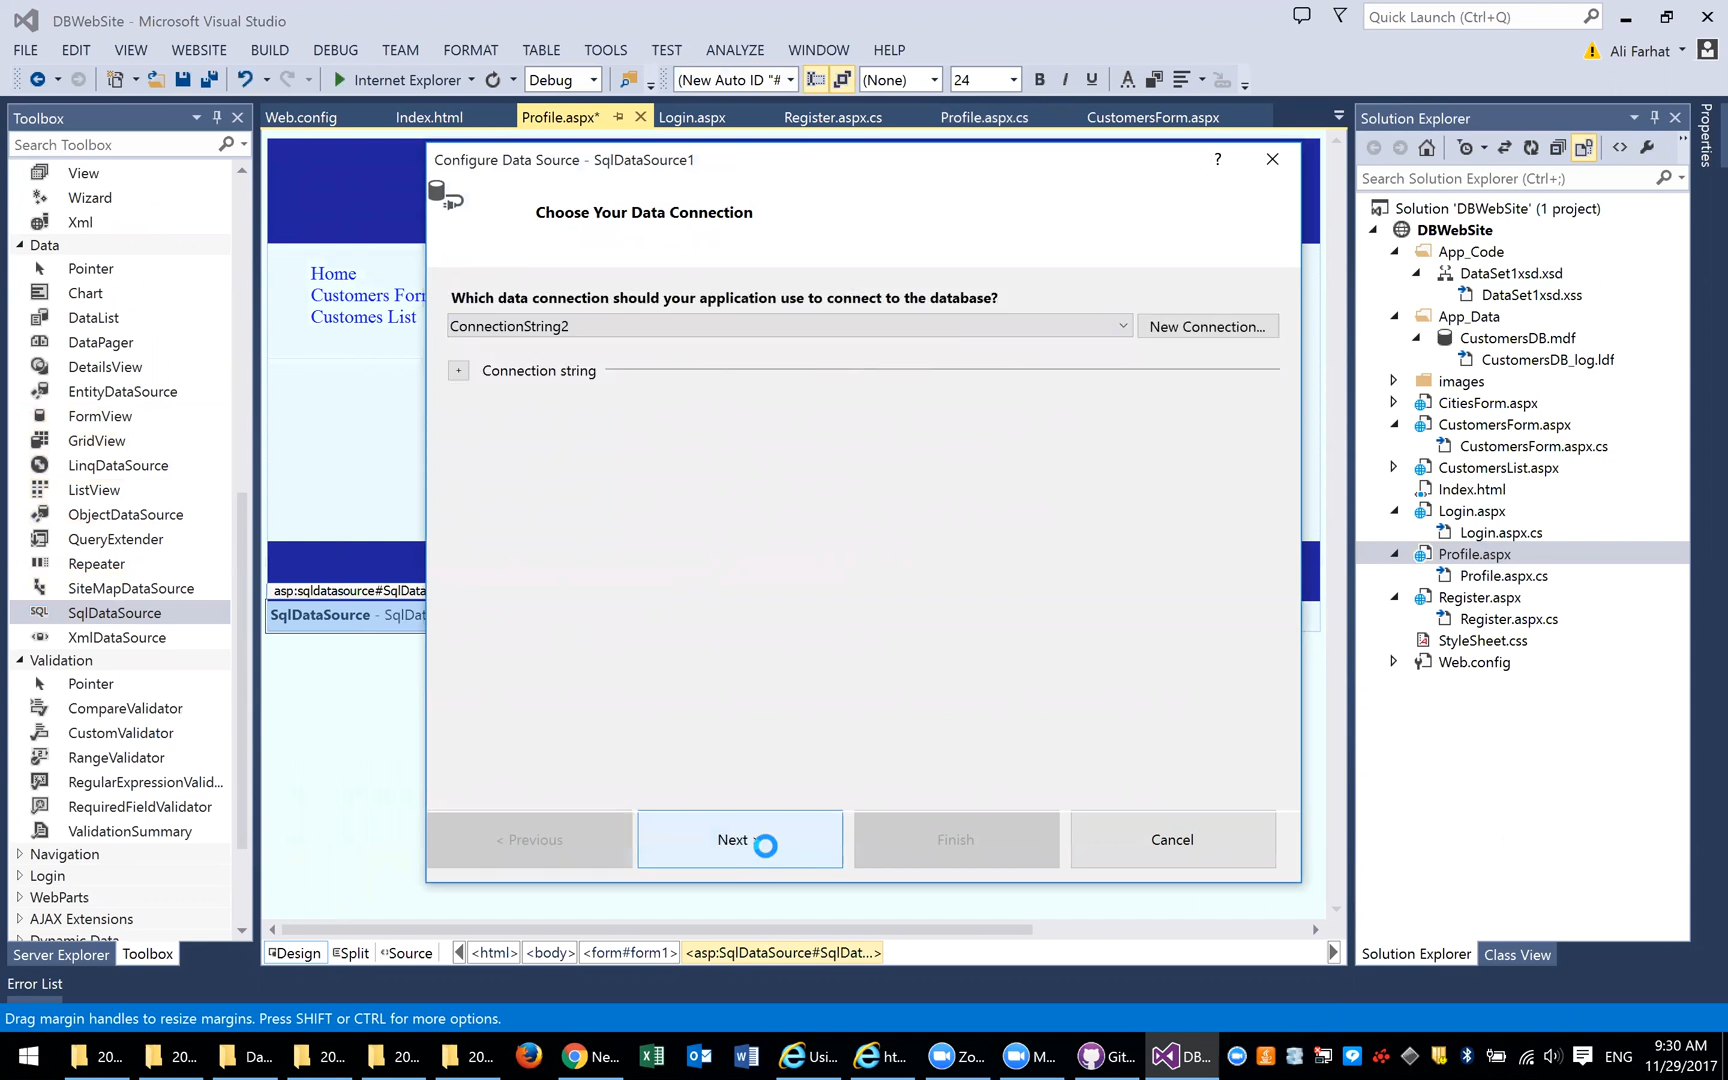 DBWebSite - Microsoft Visual Studio
Quick Launch (Ctrl+Q)
FILE EDIT VIEW WEBSITE BUILD DEBUG TEAM FORMAT TABLE TOOLS TEST ANALYZE WINDOW HELP
Ali Farhat
Internet Explorer
Debug
(New Auto ID "#
(None)
24
B I U A
Toolbox
Search Toolbox
View
Wizard
Xml
Data
Pointer
Chart
DataList
DataPager
DetailsView
EntityDataSource
FormView
GridView
LinqDataSource
ListView
ObjectDataSource
QueryExtender
Repeater
SiteMapDataSource
SQL SqlDataSource
XmlDataSource
Validation
Pointer
CompareValidator
CustomValidator
RangeValidator
RegularExpressionValid...
RequiredFieldValidator
ValidationSummary
Navigation
Login
WebParts
AJAX Extensions
Dynamic Data
Server Explorer Toolbox
Error List
Web.config Index.html Profile.aspx* Login.aspx Register.aspx.cs Profile.aspx.cs CustomersForm.aspx
Home
Customers For
Customes List
asp:sqldatasource#SqlData
SqlDataSource - SqlDat
Configure Data Source - SqlDataSource1
?
Choose Your Data Connection
Which data connection should your application use to connect to the database?
ConnectionString2
New Connection...
+ Connection string
< Previous
Next
Finish
Cancel
Design Split Source <html> <body> <form#form1> <asp:SqlDataSource#SqlDat...>
Solution Explorer
Search Solution Explorer (Ctrl+;)
Solution 'DBWebSite' (1 project)
DBWebSite
App_Code
DataSet1xsd.xsd
DataSet1xsd.xss
App_Data
CustomersDB.mdf
CustomersDB_log.ldf
images
CitiesForm.aspx
CustomersForm.aspx
CustomersForm.aspx.cs
CustomersList.aspx
Index.html
Login.aspx
Login.aspx.cs
Profile.aspx
Profile.aspx.cs
Register.aspx
Register.aspx.cs
StyleSheet.css
Web.config
Solution Explorer Class View
Properties
Drag margin handles to resize margins. Press SHIFT or CTRL for more options.
20... 20... Da... 20... 20... 20... Ne... Usi... ht... Zo... M... Git... DB... ENG
9:30 AM
11/29/2017